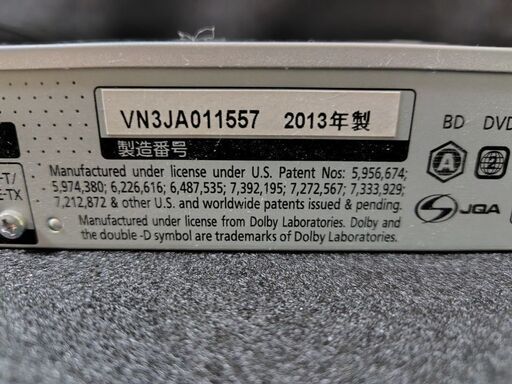 VN3JA011557 2013年製
製造番号
BD DVD
Manufactured under license under U.S. Patent Nos: 5,956,674;
5,974,380; 6,226,616; 6,487,535; 7,392,195; 7,272,567; 7,333,929;
7,212,872 & other U.S. and worldwide patents issued & pending.
Manufactured under license from Dolby Laboratories. Dolby and
the double -D symbol are trademarks of Dolby Laboratories.
-T/
E-TX
A
JQA